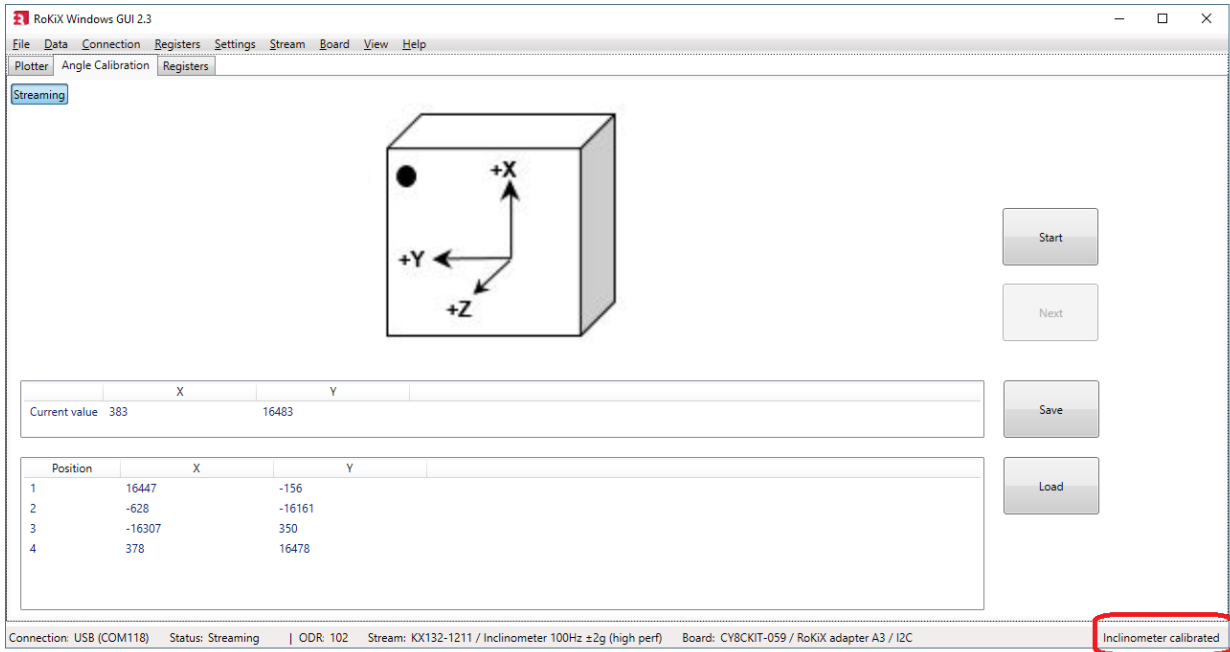 RoKiX Windows GUI 2.3
File Data Connection Registers Settings Stream Board View Help
Plotter Angle Calibration Registers
Streaming
+X
+Y
+Z
Start
Next
X Y
Current value 383 16483
Save
Position X Y
1 16447 -156
2 -628 -16161
3 -16307 350
4 378 16478
Load
Connection: USB (COM118) Status: Streaming | ODR: 102 Stream: KX132-1211 / Inclinometer 100Hz ±2g (high perf) Board: CY8CKIT-059 / RoKiX adapter A3 / I2C Inclinometer calibrated